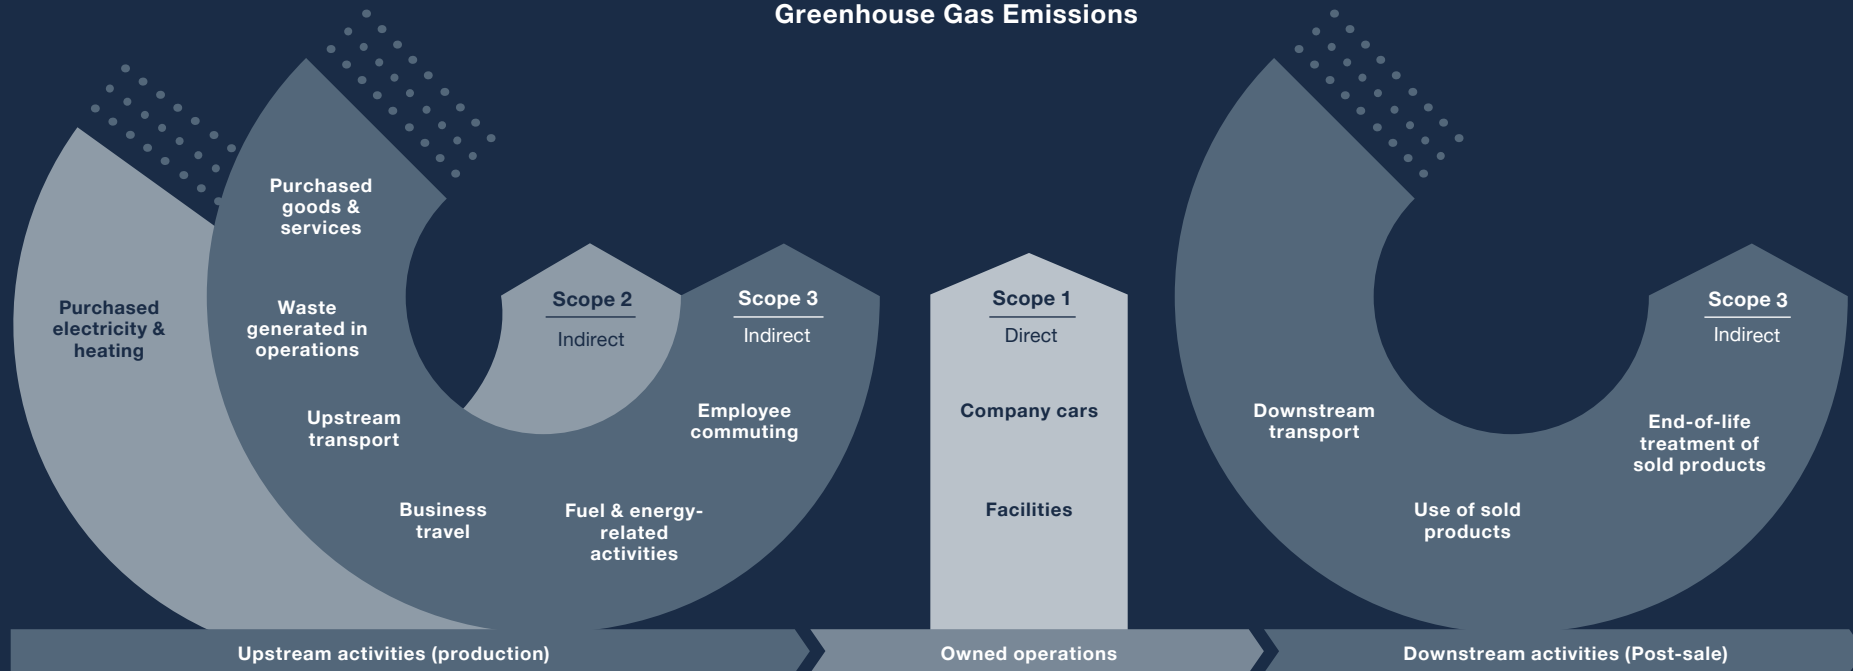 Greenhouse Gas Emissions
Purchased
electricity &
heating
Scope 2
Indirect
Purchased
goods &
services
Waste
generated in
operations
Upstream
transport
Business
travel
Fuel & energy-
related
activities
Employee
commuting
Scope 3
Indirect
Scope 1
Direct
Company cars
Facilities
Downstream
transport
Use of sold
products
End-of-life
treatment of
sold products
Scope 3
Indirect
Upstream activities (production)
Owned operations
Downstream activities (Post-sale)